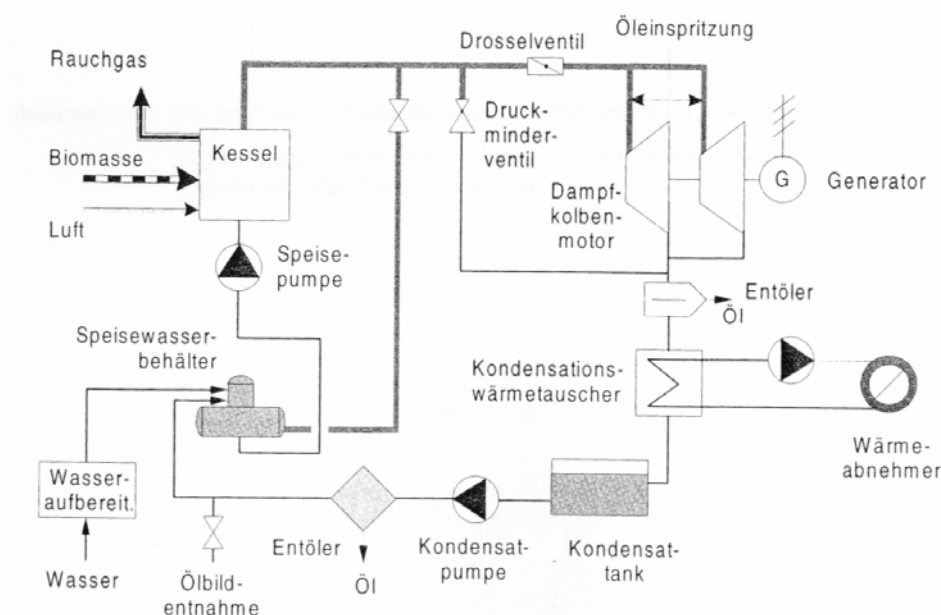 Drosselventil
Öleinspritzung
Rauchgas
Druck-
minder-
ventil
Kessel
Biomasse
G
Generator
Dampf-
kolben-
motor
Luft
Speise-
pumpe
Entöler
Öl
Speisewasser-
behälter
Kondensations-
wärmetauscher
Wärme-
abnehmer
Wasser-
aufbereit.
Entöler
Öl
Kondensat-
pumpe
Kondensat-
tank
Wasser
Ölbild-
entnahme